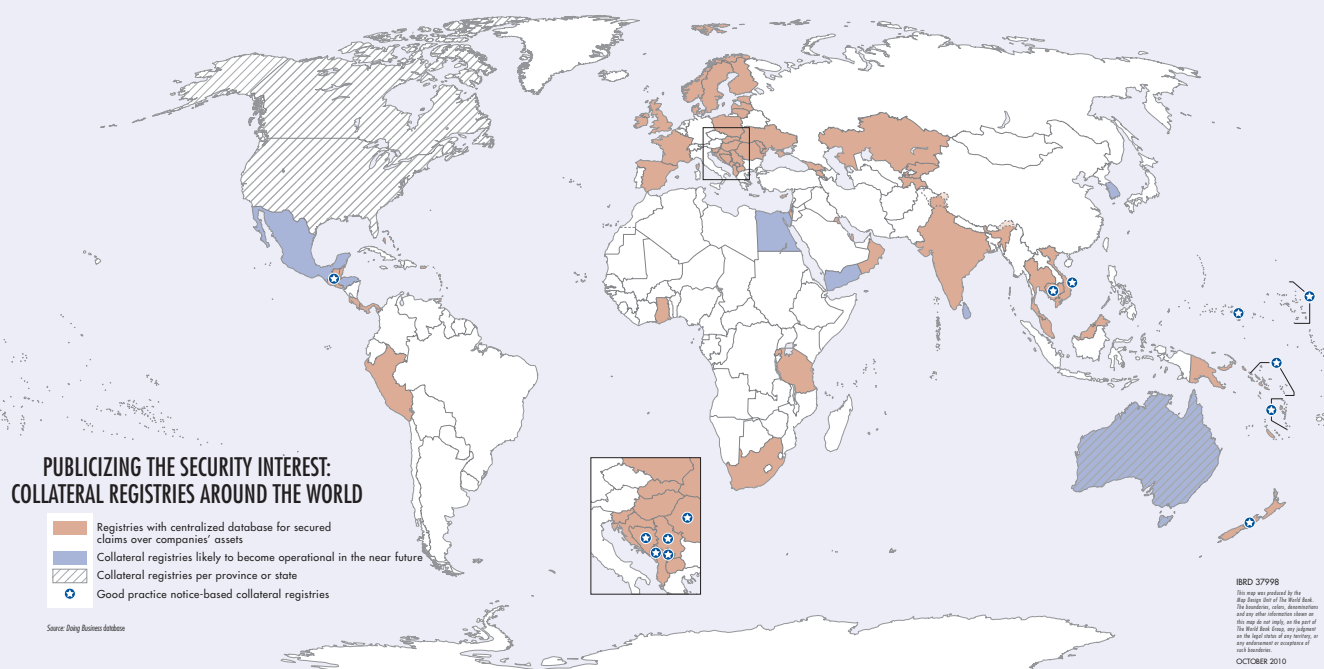 PUBLICIZING THE SECURITY INTEREST:
COLLATERAL REGISTRIES AROUND THE WORLD
Registries with centralized database for secured
claims over companies' assets
Collateral registries likely to become operational in the near future
Collateral registries per province or state
Good practice notice-based collateral registries
Source: Doing Business database
IBRD 37998
This map was produced by the
Map Design Unit of The World Bank.
The boundaries, colors, denominations
and any other information shown on
this map do not imply, on the part of
The World Bank Group, any judgment
on the legal status of any territory, or
any endorsement or acceptance of
such boundaries.
OCTOBER 2010